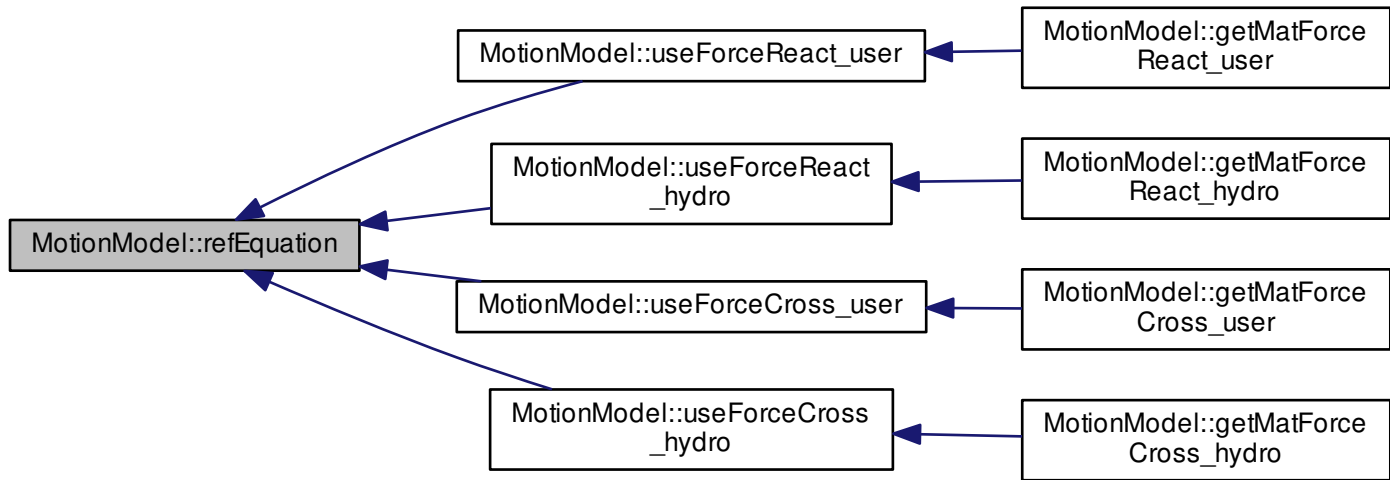 MotionModel::refEquation
MotionModel::useForceReact_user
MotionModel::getMatForce
React_user
MotionModel::useForceReact
_hydro
MotionModel::getMatForce
React_hydro
MotionModel::useForceCross_user
MotionModel::getMatForce
Cross_user
MotionModel::useForceCross
_hydro
MotionModel::getMatForce
Cross_hydro